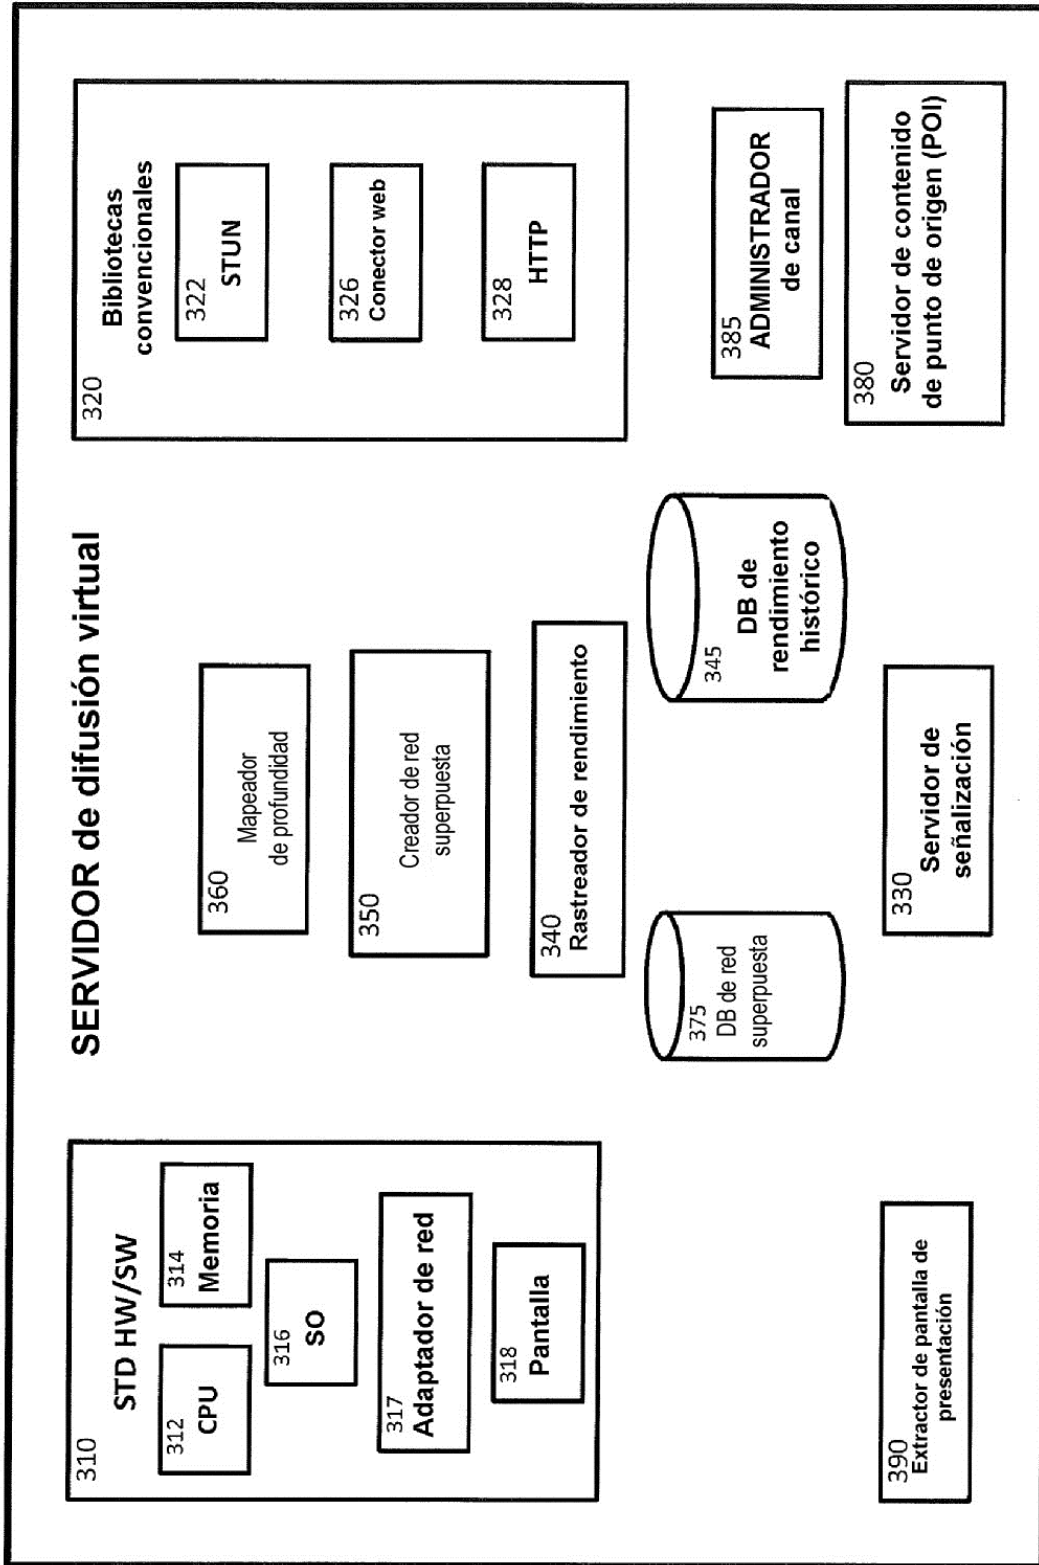 SERVIDOR de difusión virtual
310
STD HW/SW
312
CPU
314
Memoria
316
SO
317
Adaptador de red
318
Pantalla
360
Mapeador
de profundidad
350
Creador de red
superpuesta
340
Rastreador de rendimiento
375
DB de red
superpuesta
345
DB de
rendimiento
histórico
330
Servidor de
señalización
320
Bibliotecas
convencionales
322
STUN
326
Conector web
328
HTTP
385
ADMINISTRADOR
de canal
380
Servidor de contenido
de punto de origen (POI)
390
Extractor de pantalla de
presentación